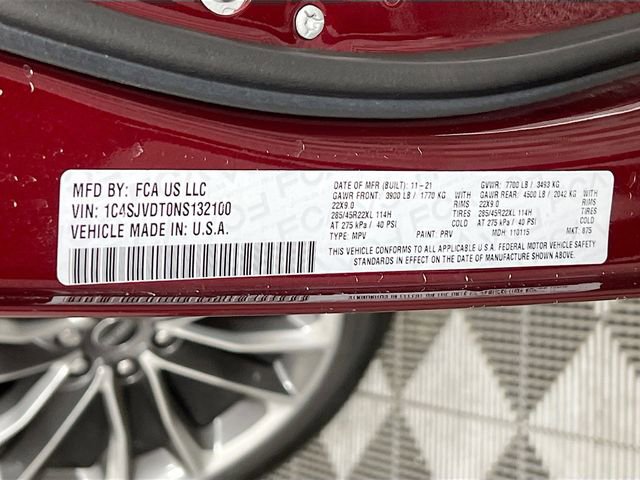 MFD BY: FCA US LLC
VIN: 1C4SJVDT0NS132100
VEHICLE MADE IN: U.S.A.
DATE OF MFR (BUILT): 11-21 GVWR: 7700 LB / 3493 KG
GAWR FRONT: 3900 LB / 1770 KG GAWR REAR: 4500 LB / 2042 KG
22X9.0 RIMS 22X9.0 RIMS
285/45R22XL 114H TIRES 285/45R22XL 114H TIRES
AT 275 kPa / 40 PSI COLD AT 275 kPa / 40 PSI COLD
TYPE: MPV PAINT: PRV MDH: 110115 MKT: 875
THIS VEHICLE CONFORMS TO ALL APPLICABLE U.S.A. FEDERAL MOTOR VEHICLE SAFETY
STANDARDS IN EFFECT ON THE DATE OF MANUFACTURE SHOWN ABOVE.